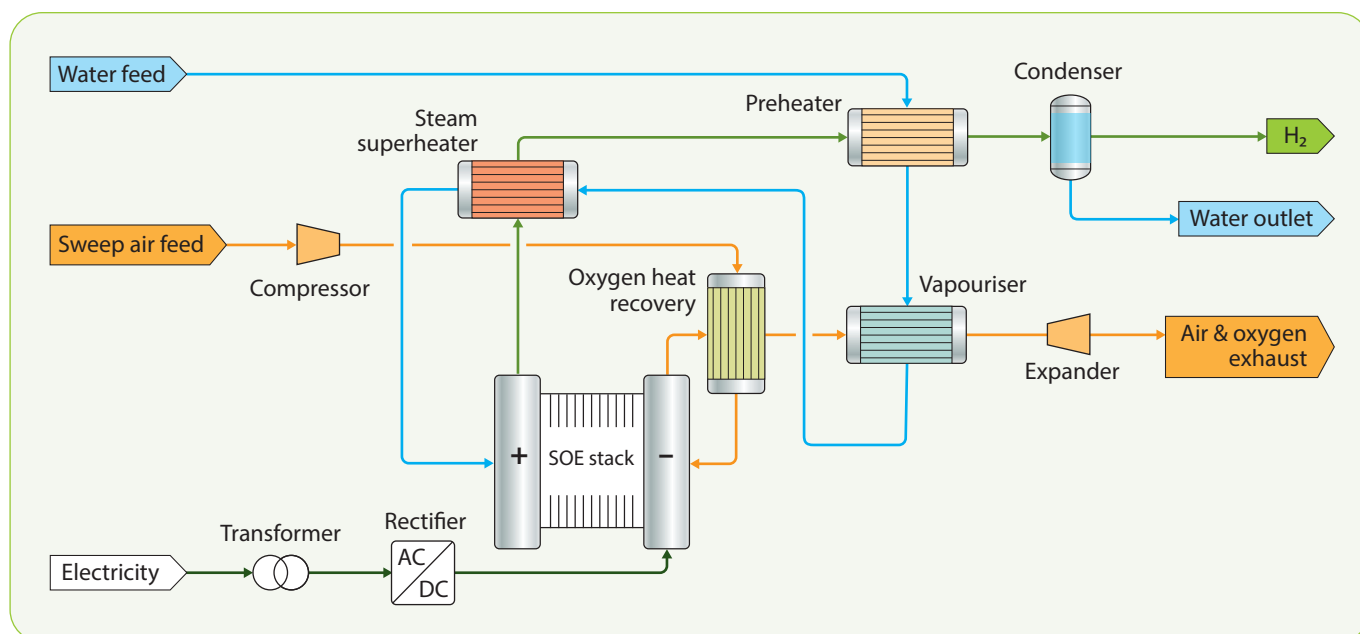 Water feed
Preheater
Condenser
H₂
Steam
superheater
Water outlet
Sweep air feed
Compressor
Oxygen heat
recovery
Vapouriser
Air & oxygen
exhaust
Expander
+
SOE stack
−
Transformer
Rectifier
Electricity
AC
DC